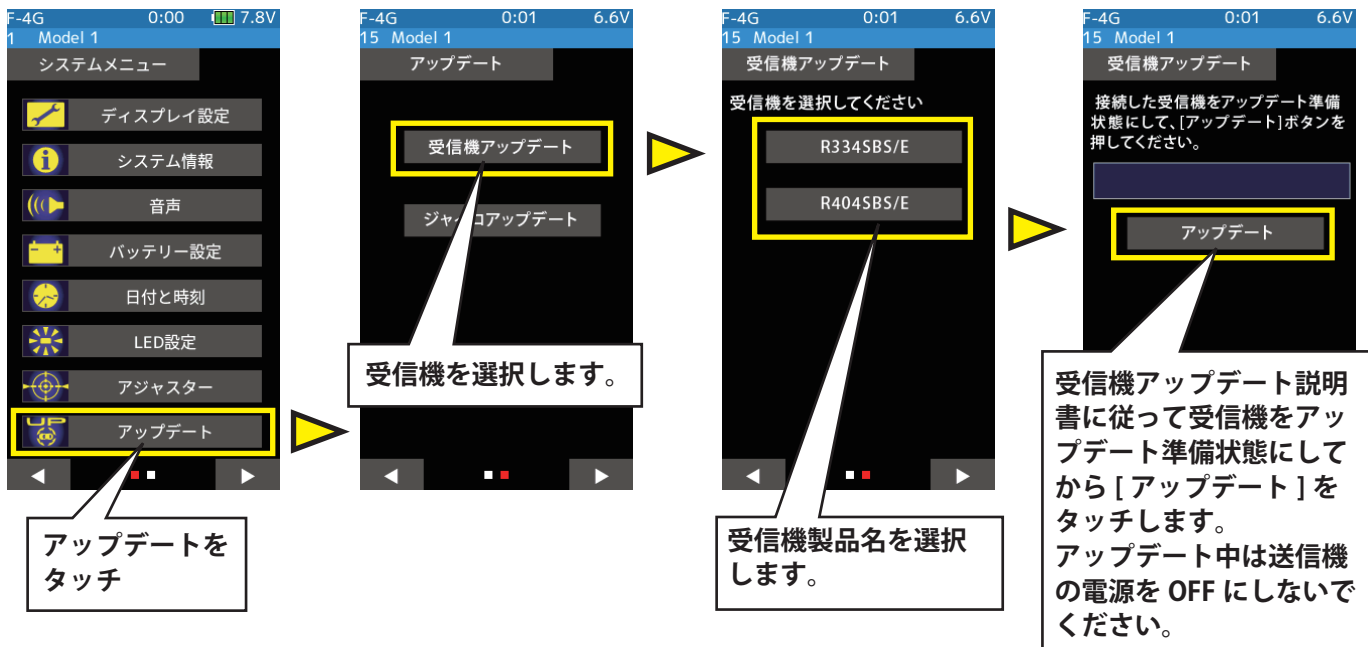 F-4G 0:00 7.8V
1 Model 1
システムメニュー
ディスプレイ設定
システム情報
音声
バッテリー設定
日付と時刻
LED設定
アジャスター
UP アップデート
アップデートを
タッチ
F-4G 0:01 6.6V
15 Model 1
アップデート
受信機アップデート
ジャイロアップデート
受信機を選択します。
F-4G 0:01 6.6V
15 Model 1
受信機アップデート
受信機を選択してください
R334SBS/E
R404SBS/E
受信機製品名を選択
します。
F-4G 0:01 6.6V
15 Model 1
受信機アップデート
接続した受信機をアップデート準備
状態にして、[アップデート]ボタンを
押してください。
アップデート
受信機アップデート説明
書に従って受信機をアッ
プデート準備状態にして
から [ アップデート ] を
タッチします。
アップデート中は送信機
の電源を OFF にしないで
ください。